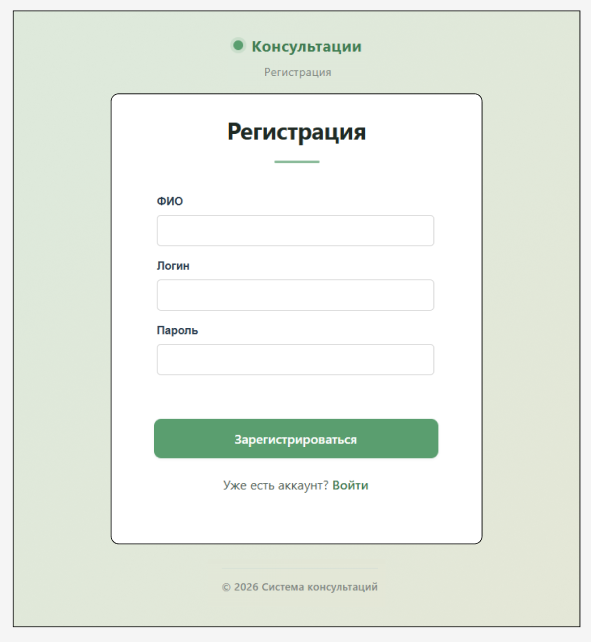 Консультации
Регистрация
Регистрация
ФИО
Логин
Пароль
Зарегистрироваться
Уже есть аккаунт? Войти
© 2026 Система консультаций